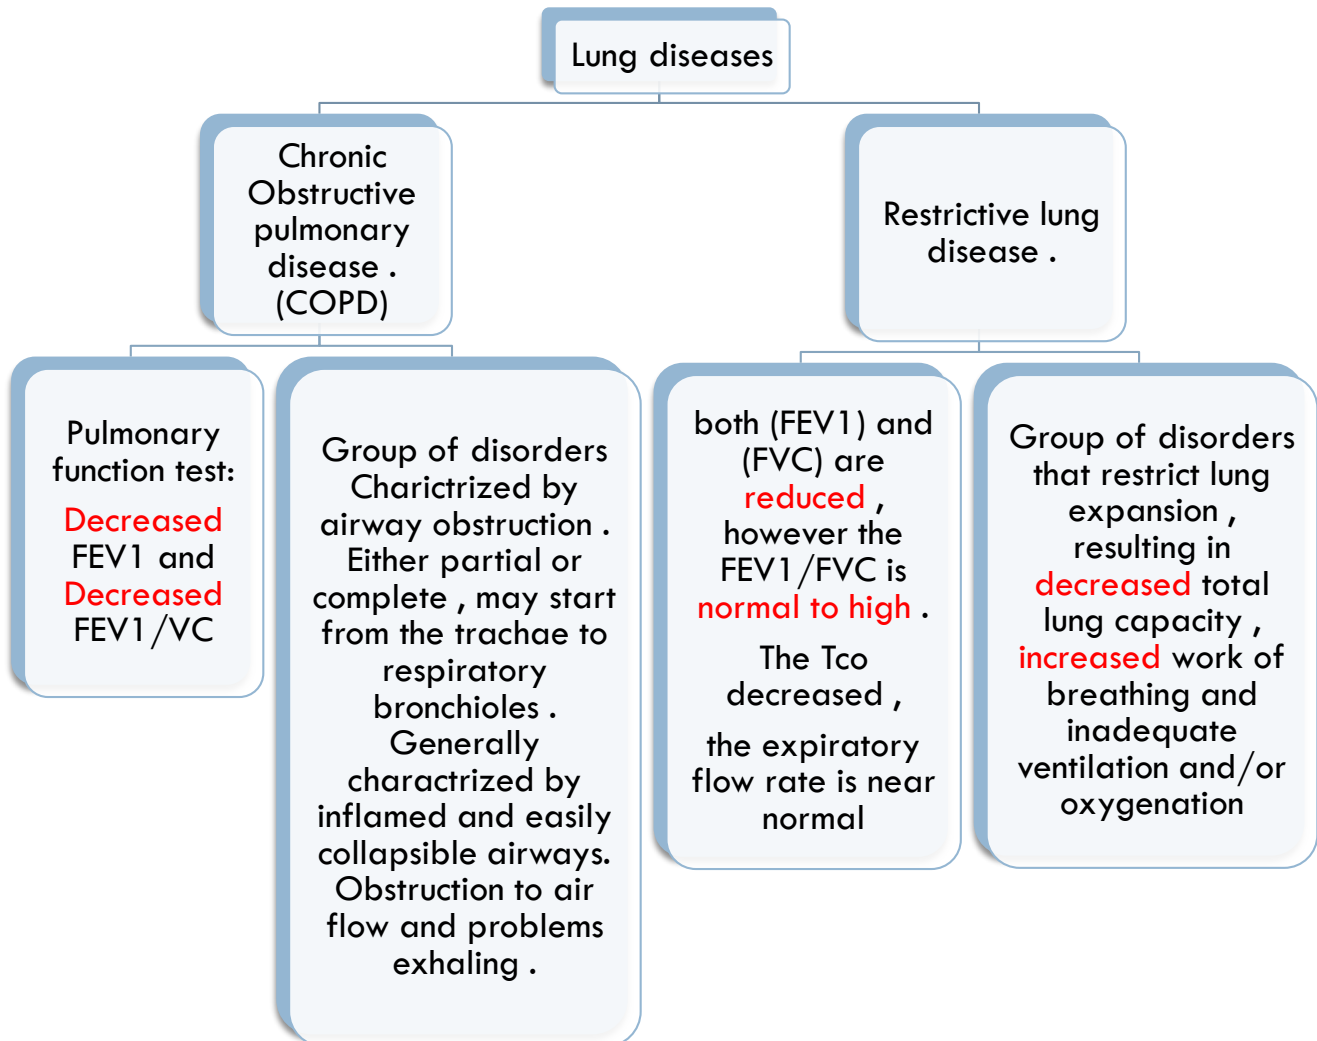 Lung diseases
Chronic
Obstructive
pulmonary
disease .
(COPD)
Restrictive lung
disease .
Pulmonary
function test:
Decreased
FEV1 and
Decreased
FEV1/VC
Group of disorders
Charictrized by
airway obstruction .
Either partial or
complete , may start
from the trachae to
respiratory
bronchioles .
Generally
charactrized by
inflamed and easily
collapsible airways.
Obstruction to air
flow and problems
exhaling .
both (FEV1) and
(FVC) are
reduced ,
however the
FEV1/FVC is
normal to high .
The Tco
decreased ,
the expiratory
flow rate is near
normal
Group of disorders
that restrict lung
expansion ,
resulting in
decreased total
lung capacity ,
increased work of
breathing and
inadequate
ventilation and/or
oxygenation